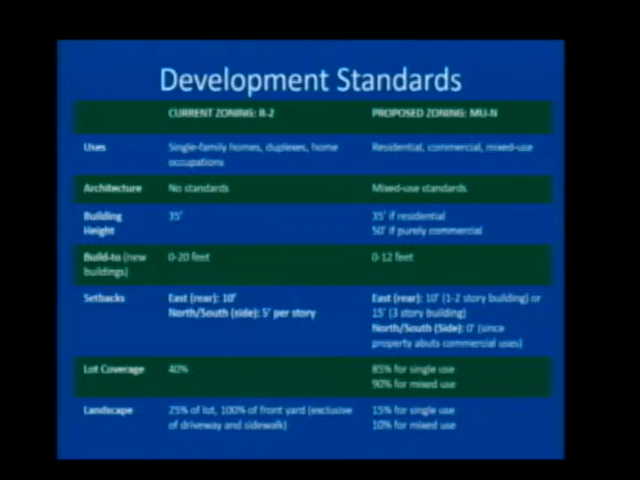 Development Standards
CURRENT ZONING: R-2 PROPOSED ZONING: MU-N
Uses Single-family homes, duplexes, home occupations Residential, commercial, mixed-use
Architecture No standards Mixed-use standards
Building Height 35' 35' if residential
50' if purely commercial
Build-to (new buildings) 0-20 feet 0-12 feet
Setbacks East (rear): 10'
North/South (side): 5' per story
East (rear): 10' (1-2 story building) or
15' (3 story building)
North/South (Side): 0' (since
property abuts commercial uses)
Lot Coverage 40% 85% for single use
90% for mixed use
Landscape 25% of lot, 100% of front yard (exclusive
of driveway and sidewalk)
15% for single use
10% for mixed use